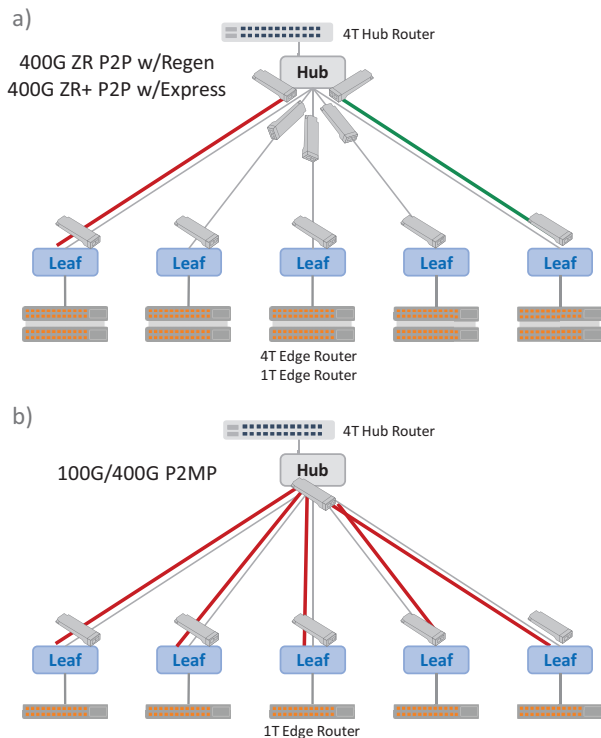 a)
4T Hub Router
400G ZR P2P w/Regen
400G ZR+ P2P w/Express
Hub
Leaf
Leaf
Leaf
Leaf
Leaf
4T Edge Router
1T Edge Router
b)
4T Hub Router
100G/400G P2MP
Hub
Leaf
Leaf
Leaf
Leaf
Leaf
1T Edge Router